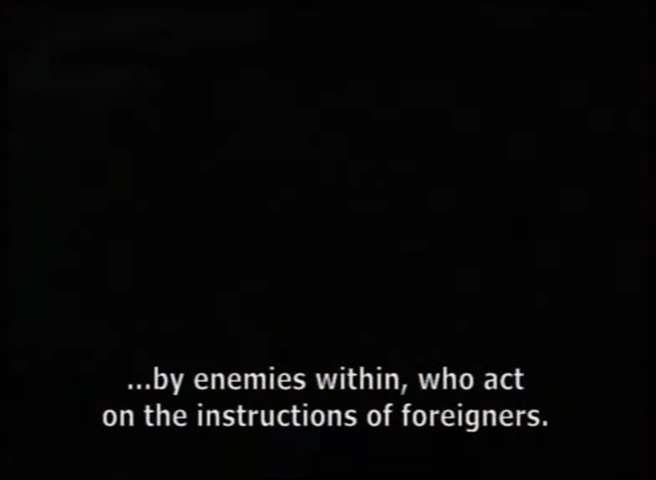 ...by enemies within, who act
on the instructions of foreigners.